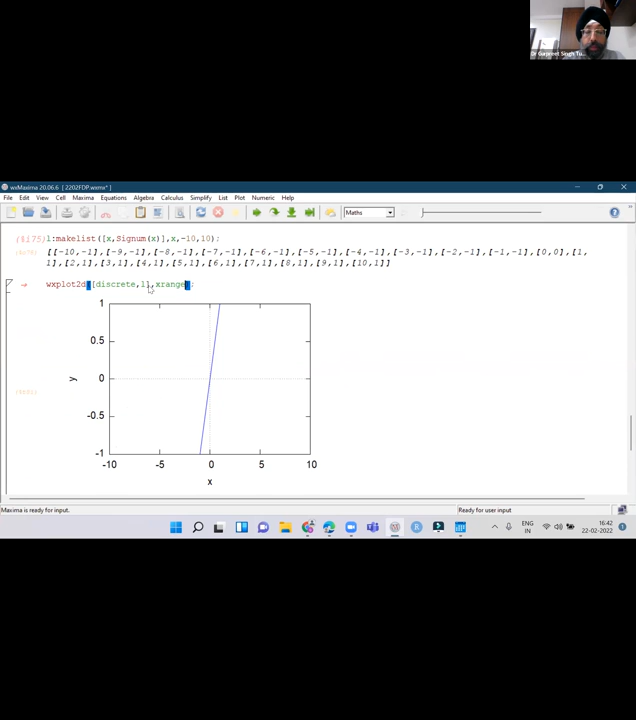 Dr Gurpreet Singh Tu...
wxMaxima 20.06.6 [ 2202FDP.wxmx* ]
File Edit View Cell Maxima Equations Algebra Calculus Simplify List Plot Numeric Help
Maths
(%i75) l:makelist([x,Signum(x)],x,-10,10);
[[-10,-1],[-9,-1],[-8,-1],[-7,-1],[-6,-1],[-5,-1],[-4,-1],[-3,-1],[-2,-1],[-1,-1],[0,0],[1,
1],[2,1],[3,1],[4,1],[5,1],[6,1],[7,1],[8,1],[9,1],[10,1]]
wxplot2d([discrete,l],xrange);
1
0.5
0
-0.5
-1
y
-10 -5 0 5 10
x
Maxima is ready for input.
Ready for user input
ENG
IN
16:42
22-02-2022